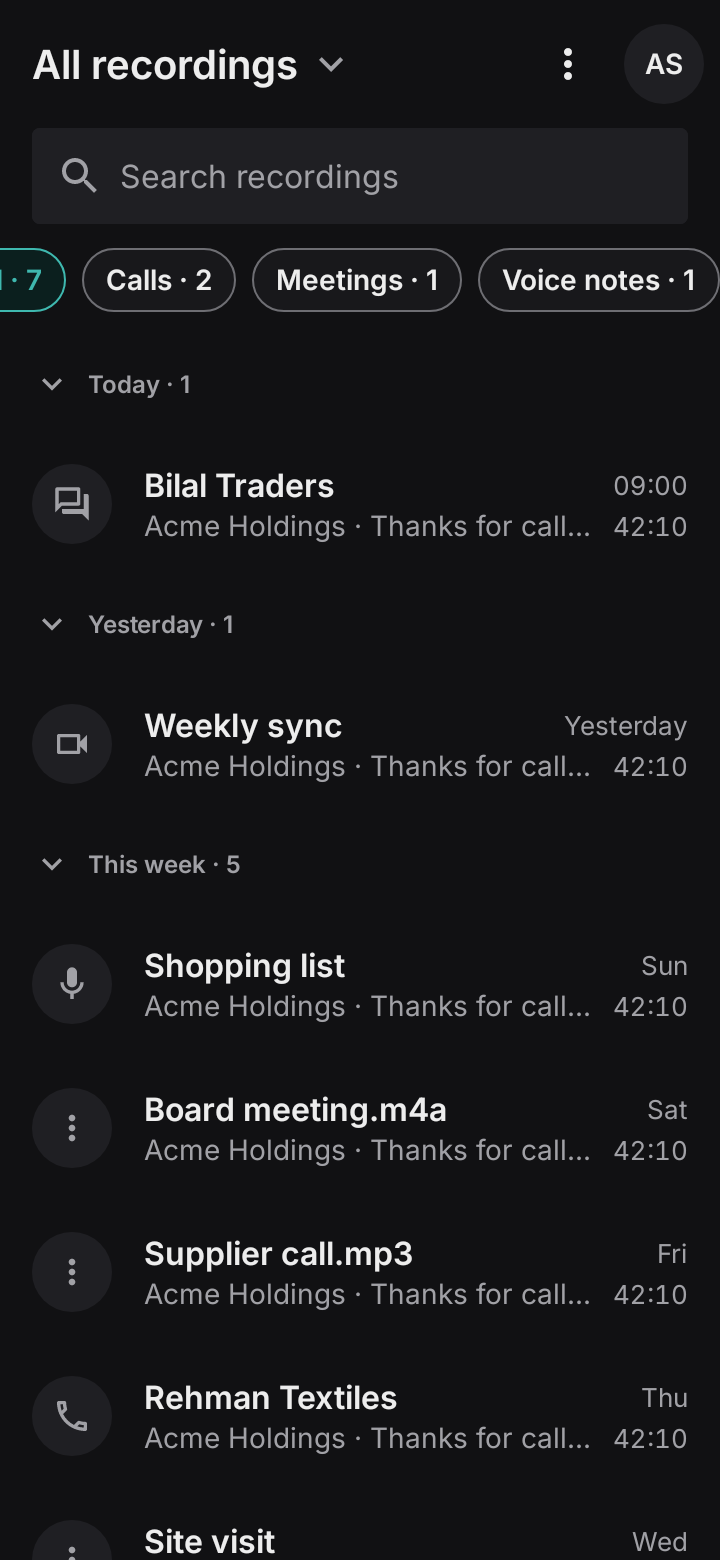 All recordings
AS
Search recordings
· 7
Calls · 2
Meetings · 1
Voice notes · 1
Today · 1
Bilal Traders 09:00
Acme Holdings · Thanks for call... 42:10
Yesterday · 1
Weekly sync Yesterday
Acme Holdings · Thanks for call... 42:10
This week · 5
Shopping list Sun
Acme Holdings · Thanks for call... 42:10
Board meeting.m4a Sat
Acme Holdings · Thanks for call... 42:10
Supplier call.mp3 Fri
Acme Holdings · Thanks for call... 42:10
Rehman Textiles Thu
Acme Holdings · Thanks for call... 42:10
Site visit Wed